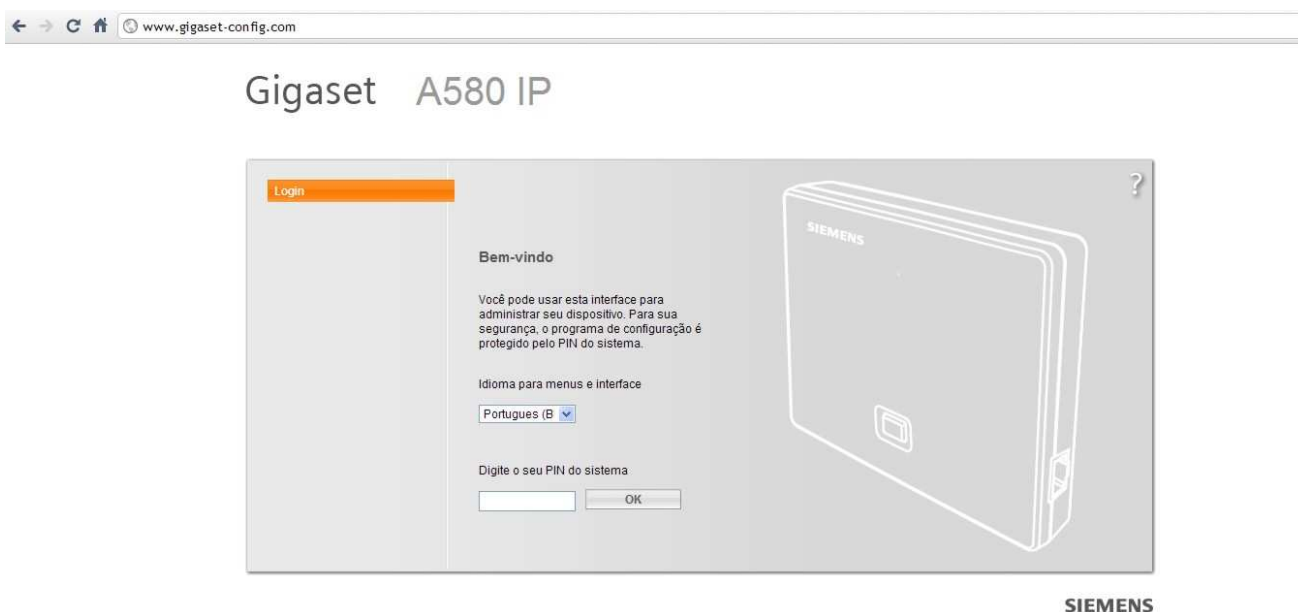 www.gigaset-config.com
Gigaset A580 IP
Login
?
SIEMENS
Bem-vindo
Você pode usar esta interface para
administrar seu dispositivo. Para sua
segurança, o programa de configuração é
protegido pelo PIN do sistema.
Idioma para menus e interface
Portugues (B
Digite o seu PIN do sistema
OK
SIEMENS